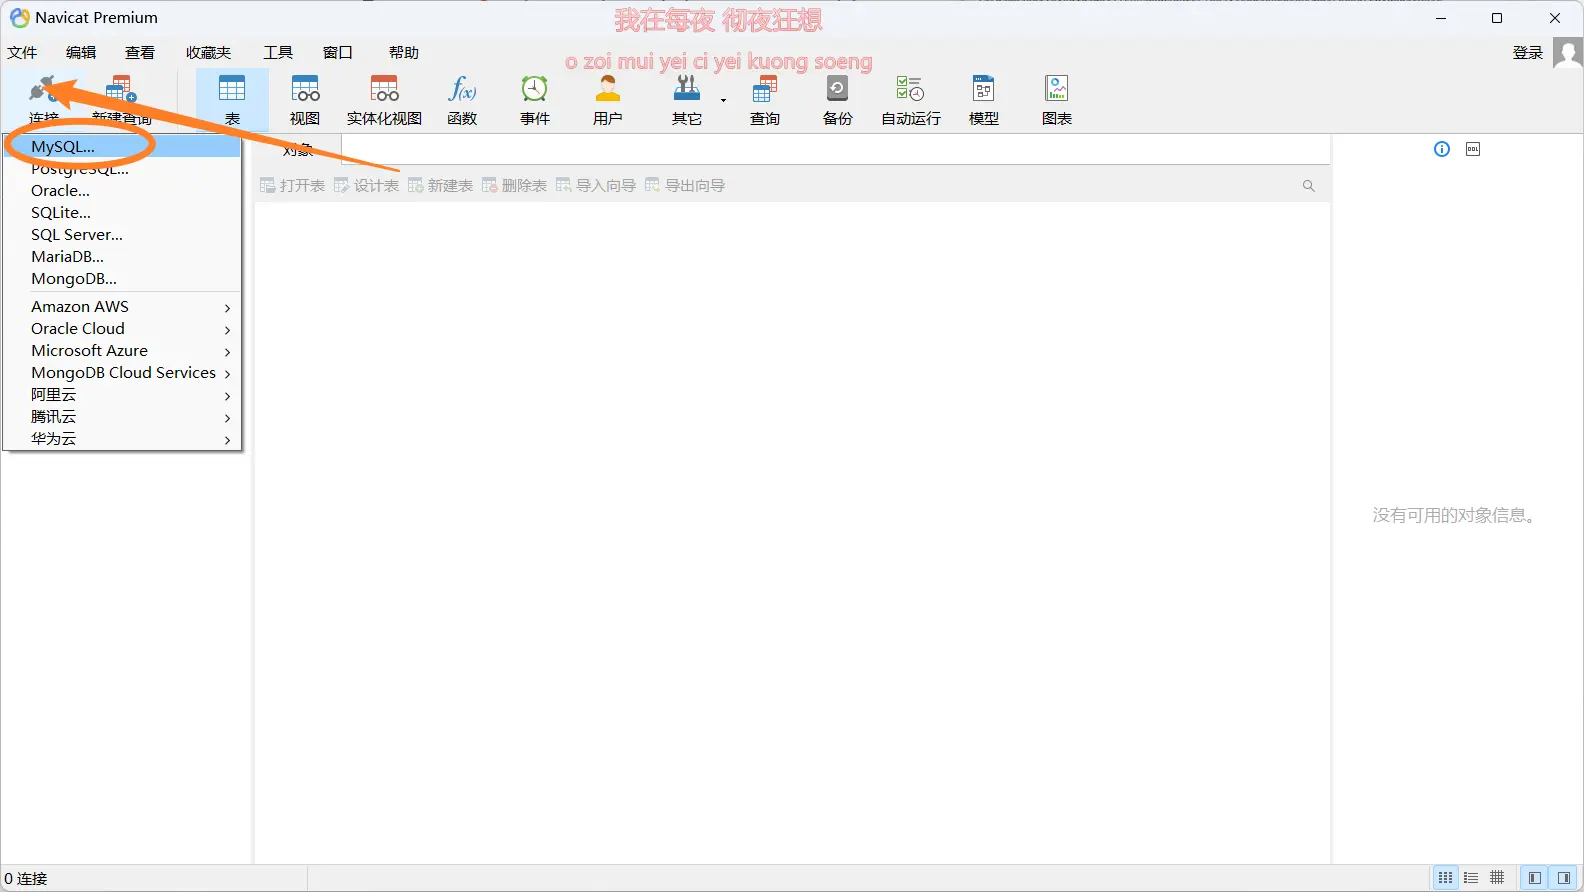 Navicat Premium
我在每夜 彻夜狂想
文件 编辑 查看 收藏夹 工具 窗口 帮助
登录
o zoi mui yei ci yei kuong soeng
连接 新建查询 表 视图 实体化视图 函数 事件 用户 其它 查询 备份 自动运行 模型 图表
MySQL...
PostgreSQL...
Oracle...
SQLite...
SQL Server...
MariaDB...
MongoDB...
Amazon AWS
Oracle Cloud
Microsoft Azure
MongoDB Cloud Services
阿里云
腾讯云
华为云
对象
DDL
打开表 设计表 新建表 删除表 导入向导 导出向导
没有可用的对象信息。
0 连接